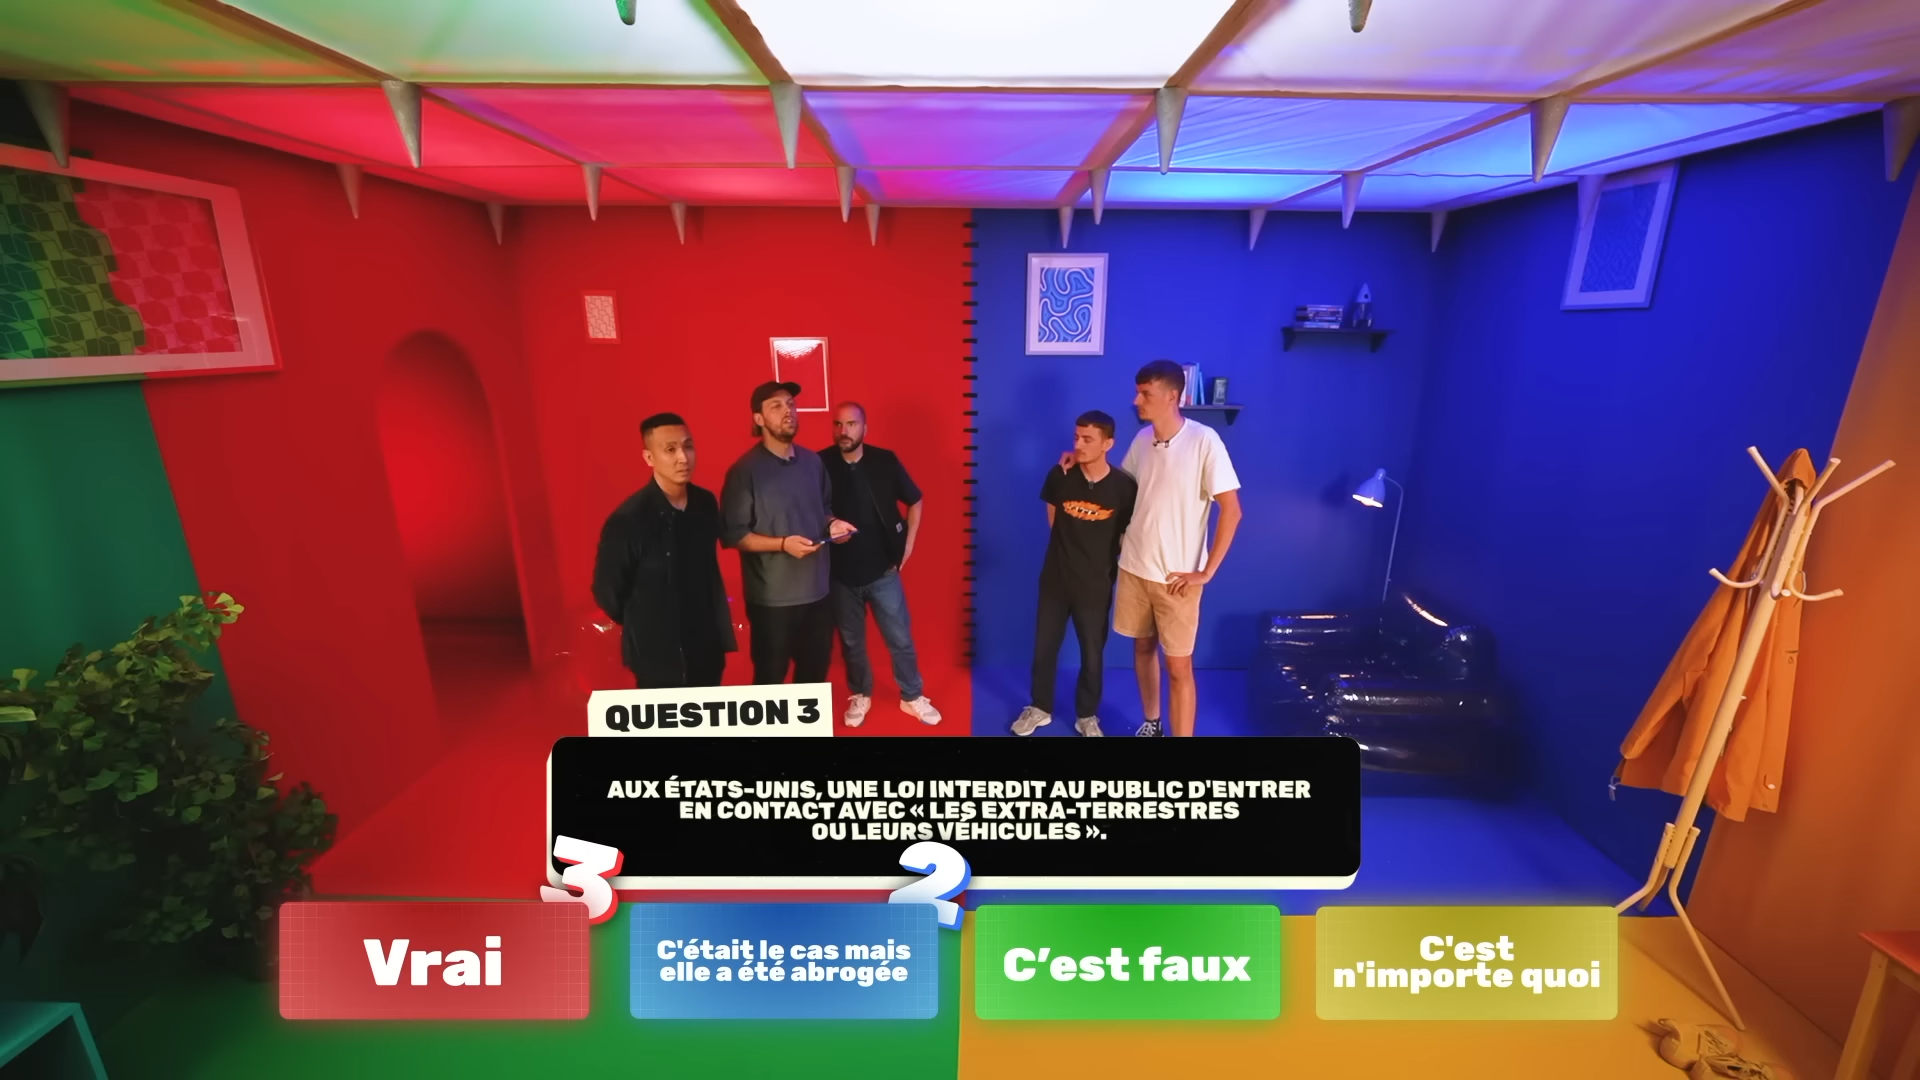 QUESTION 3
AUX ÉTATS-UNIS, UNE LOI INTERDIT AU PUBLIC D'ENTRER
EN CONTACT AVEC « LES EXTRA-TERRESTRES
OU LEURS VÉHICULES ».
3
2
Vrai
C'était le cas mais
elle a été abrogée
C'est faux
C'est
n'importe quoi